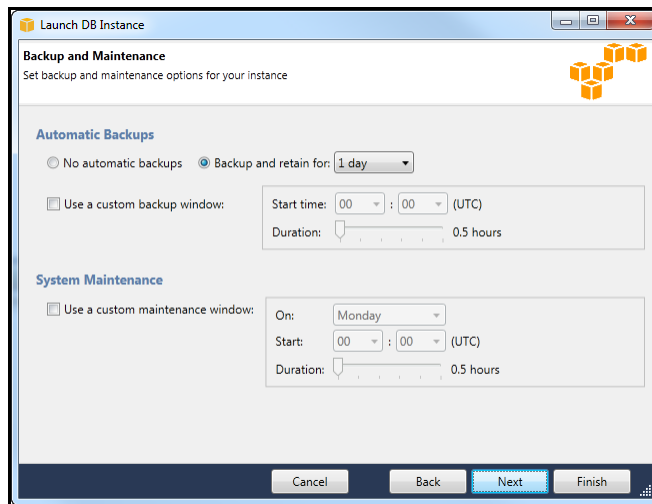 Launch DB Instance
Backup and Maintenance
Set backup and maintenance options for your instance
Automatic Backups
No automatic backups Backup and retain for: 1 day
Use a custom backup window: Start time: 00 : 00 (UTC)
Duration: 0.5 hours
System Maintenance
Use a custom maintenance window: On: Monday
Start: 00 : 00 (UTC)
Duration: 0.5 hours
Cancel Back Next Finish